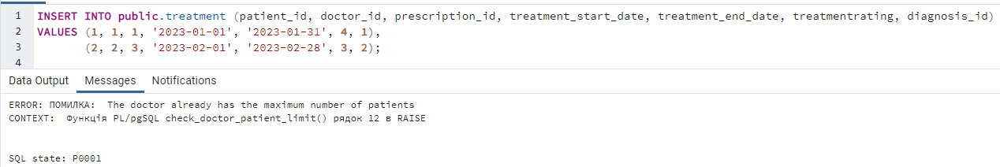 1 INSERT INTO public.treatment (patient_id, doctor_id, prescription_id, treatment_start_date, treatment_end_date, treatmentrating, diagnosis_id)
2 VALUES (1, 1, 1, '2023-01-01', '2023-01-31', 4, 1),
3 (2, 2, 3, '2023-02-01', '2023-02-28', 3, 2);
4
Data Output Messages Notifications
ERROR: ПОМИЛКА: The doctor already has the maximum number of patients
CONTEXT: Функція PL/pgSQL check_doctor_patient_limit() рядок 12 в RAISE
SQL state: P0001